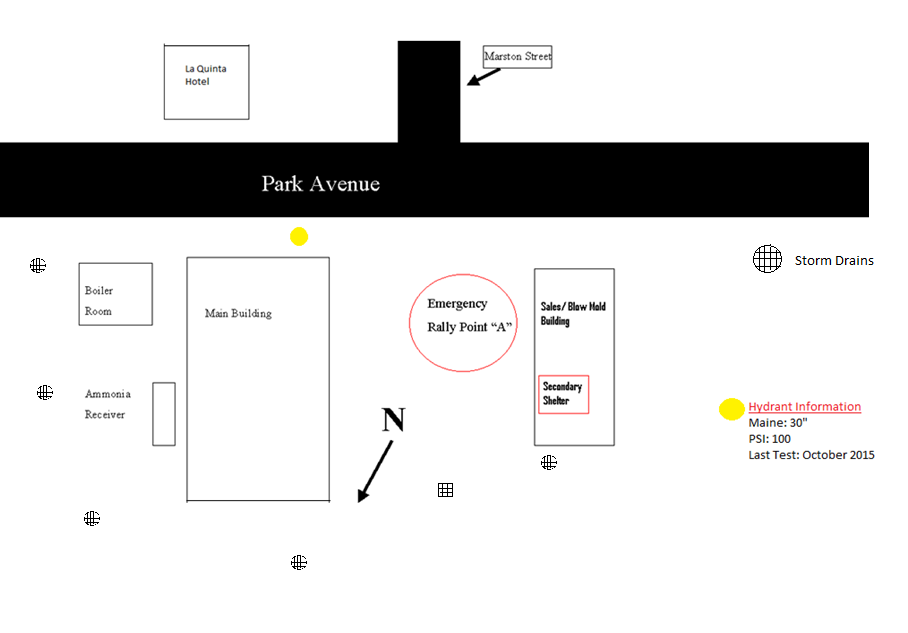 Marston Street
La Quinta
Hotel
Park Avenue
Storm Drains
Boiler
Room
Main Building
Emergency
Rally Point “A”
Sales/ Blow Mold
Building
Secondary
Shelter
Ammonia
Receiver
N
Hydrant Information
Maine: 30"
PSI: 100
Last Test: October 2015